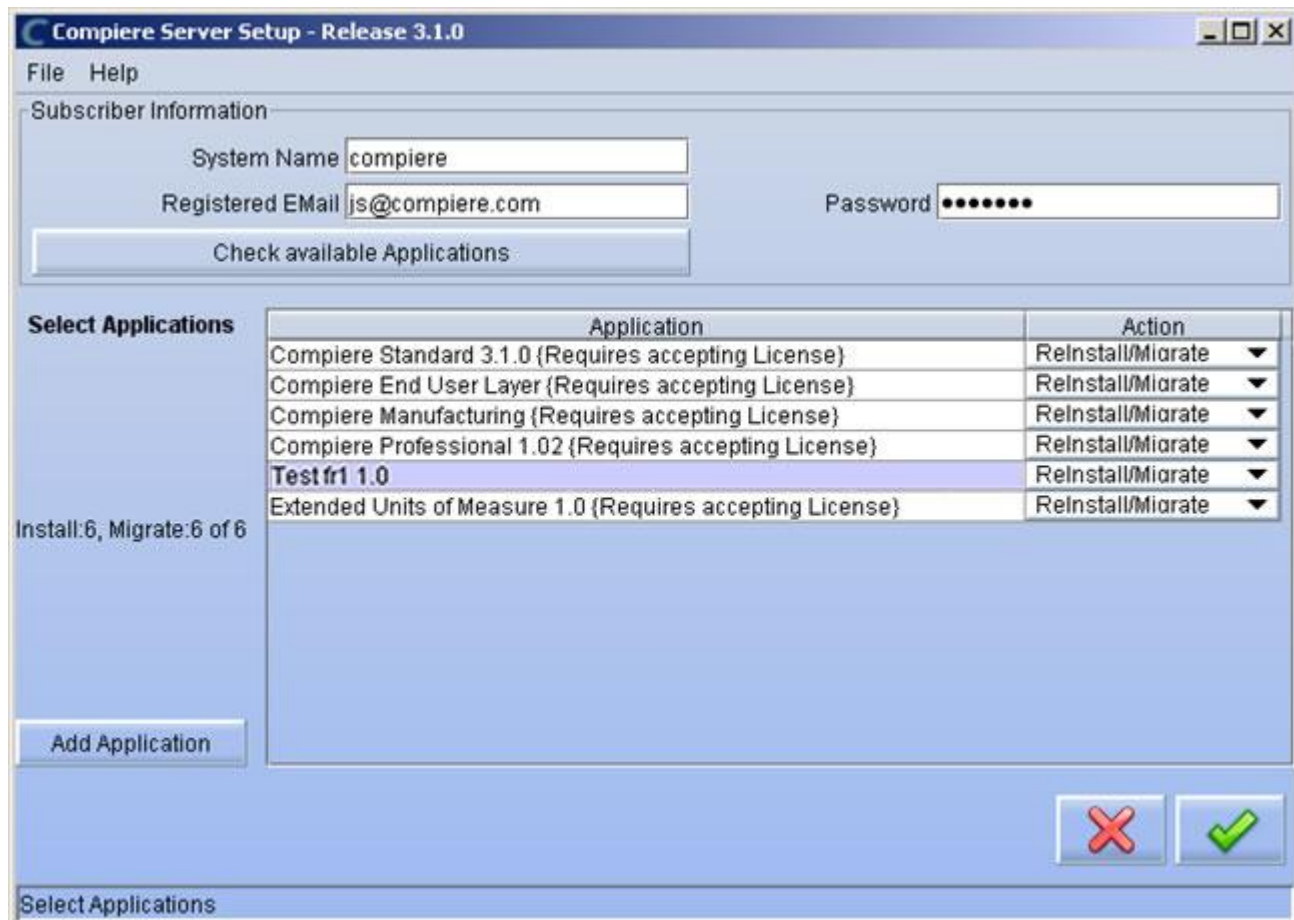 Compiere Server Setup - Release 3.1.0
File Help
Subscriber Information
System Name compiere
Registered EMail js@compiere.com Password •••••••
Check available Applications
Select Applications
Application Action
Compiere Standard 3.1.0 {Requires accepting License} ReInstall/Migrate
Compiere End User Layer {Requires accepting License} ReInstall/Migrate
Compiere Manufacturing {Requires accepting License} ReInstall/Migrate
Compiere Professional 1.02 {Requires accepting License} ReInstall/Migrate
Test fr1 1.0 ReInstall/Migrate
Extended Units of Measure 1.0 {Requires accepting License} ReInstall/Migrate
Install:6, Migrate:6 of 6
Add Application
Select Applications